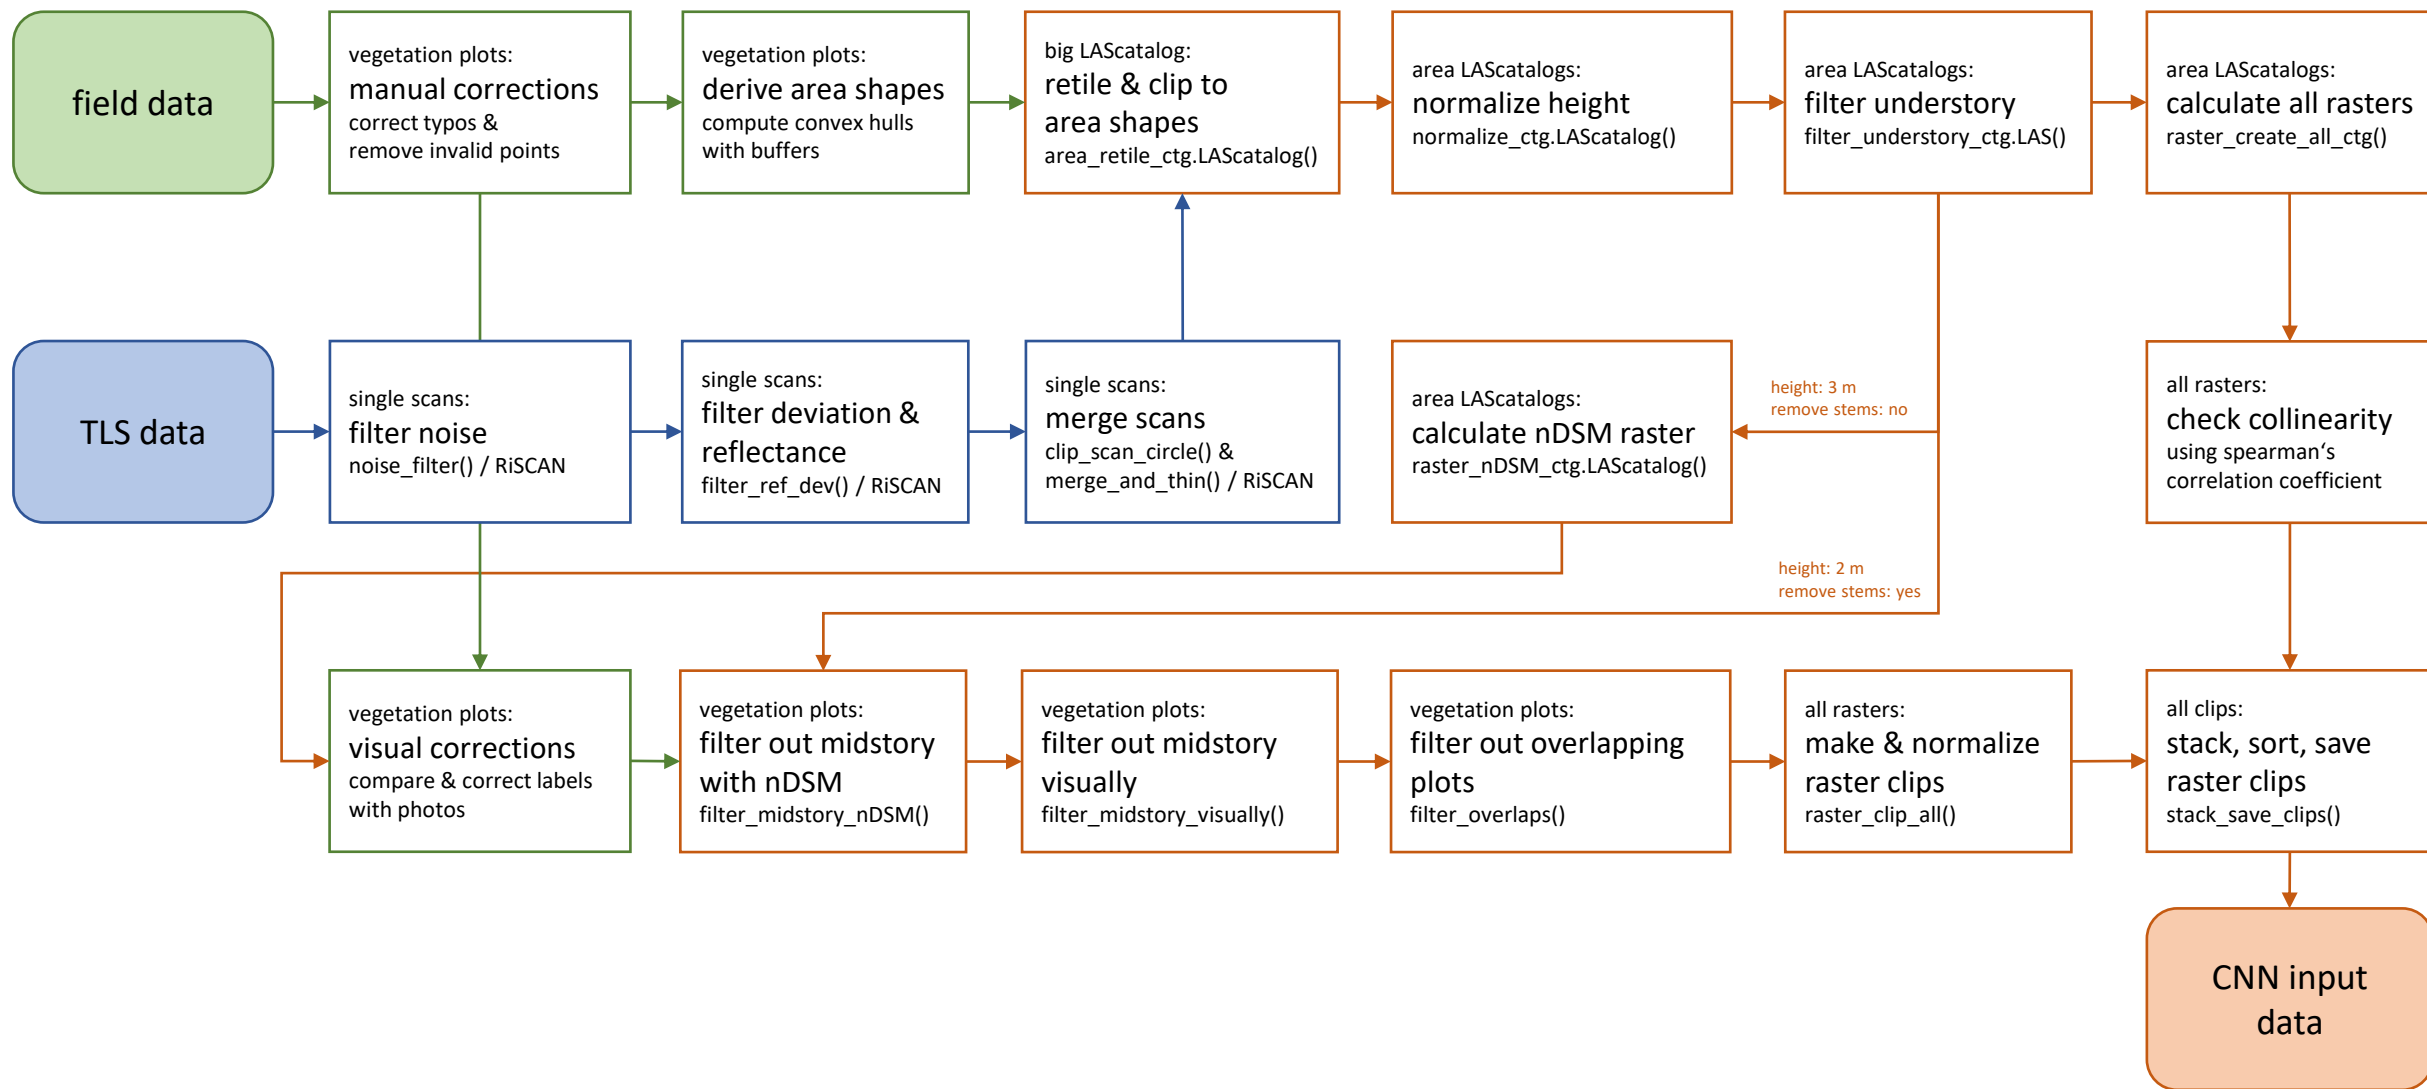 field data
vegetation plots:
manual corrections
correct typos &
remove invalid points
vegetation plots:
derive area shapes
compute convex hulls
with buffers
big LAScatalog:
retile & clip to
area shapes
area_retile_ctg.LAScatalog()
area LAScatalogs:
normalize height
normalize_ctg.LAScatalog()
area LAScatalogs:
filter understory
filter_understory_ctg.LAS()
area LAScatalogs:
calculate all rasters
raster_create_all_ctg()
TLS data
single scans:
filter noise
noise_filter() / RiSCAN
single scans:
filter deviation &
reflectance
filter_ref_dev() / RiSCAN
single scans:
merge scans
clip_scan_circle() &
merge_and_thin() / RiSCAN
area LAScatalogs:
calculate nDSM raster
raster_nDSM_ctg.LAScatalog()
height: 3 m
remove stems: no
all rasters:
check collinearity
using spearman‘s
correlation coefficient
height: 2 m
remove stems: yes
vegetation plots:
visual corrections
compare & correct labels
with photos
vegetation plots:
filter out midstory
with nDSM
filter_midstory_nDSM()
vegetation plots:
filter out midstory
visually
filter_midstory_visually()
vegetation plots:
filter out overlapping
plots
filter_overlaps()
all rasters:
make & normalize
raster clips
raster_clip_all()
all clips:
stack, sort, save
raster clips
stack_save_clips()
CNN input
data